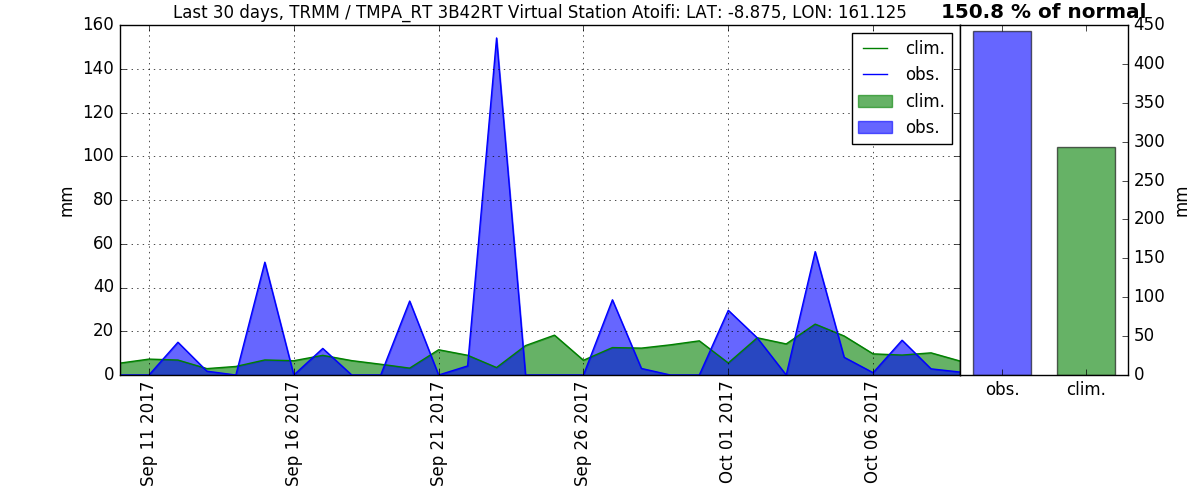 Last 30 days, TRMM / TMPA_RT 3B42RT Virtual Station Atoifi: LAT: -8.875, LON: 161.125
150.8 % of normal
160
140
120
100
80
60
40
20
0
mm
clim.
obs.
clim.
obs.
Sep 11 2017
Sep 16 2017
Sep 21 2017
Sep 26 2017
Oct 01 2017
Oct 06 2017
450
400
350
300
250
200
150
100
50
0
mm
obs.
clim.